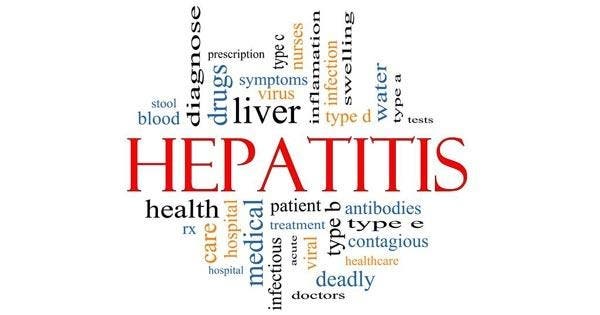 diagnose
prescription
type c
nurses
inflamation
swelling
drugs
symptoms
infection
virus
water
type a
stool
liver
blood
type d
tests
HEPATITIS
health
patient
type b
antibodies
rx
care
hospital
medical
treatment
type e
contagious
infectious
acute
viral
healthcare
hospital
deadly
doctors